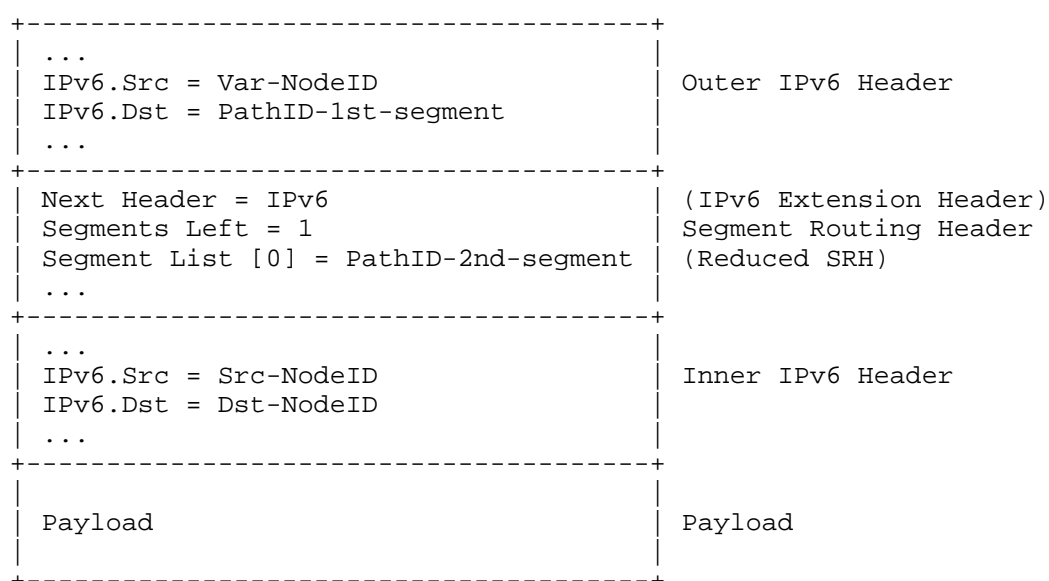 +---------------------------------------+
| ...                                   |
| IPv6.Src = Var-NodeID                 | Outer IPv6 Header
| IPv6.Dst = PathID-1st-segment         |
| ...                                   |
+---------------------------------------+
| Next Header = IPv6                    | (IPv6 Extension Header)
| Segments Left = 1                     | Segment Routing Header
| Segment List [0] = PathID-2nd-segment | (Reduced SRH)
| ...                                   |
+---------------------------------------+
| ...                                   |
| IPv6.Src = Src-NodeID                 | Inner IPv6 Header
| IPv6.Dst = Dst-NodeID                 |
| ...                                   |
+---------------------------------------+
|                                       |
| Payload                               | Payload
|                                       |
+---------------------------------------+